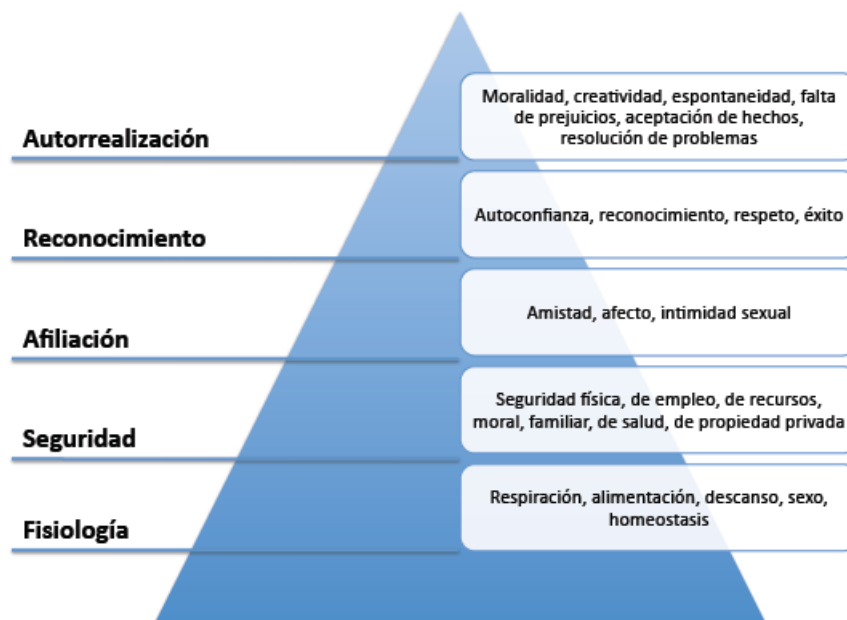 Autorrealización
Moralidad, creatividad, espontaneidad, falta
de prejuicios, aceptación de hechos,
resolución de problemas
Reconocimiento
Autoconfianza, reconocimiento, respeto, éxito
Afiliación
Amistad, afecto, intimidad sexual
Seguridad
Seguridad física, de empleo, de recursos,
moral, familiar, de salud, de propiedad privada
Fisiología
Respiración, alimentación, descanso, sexo,
homeostasis